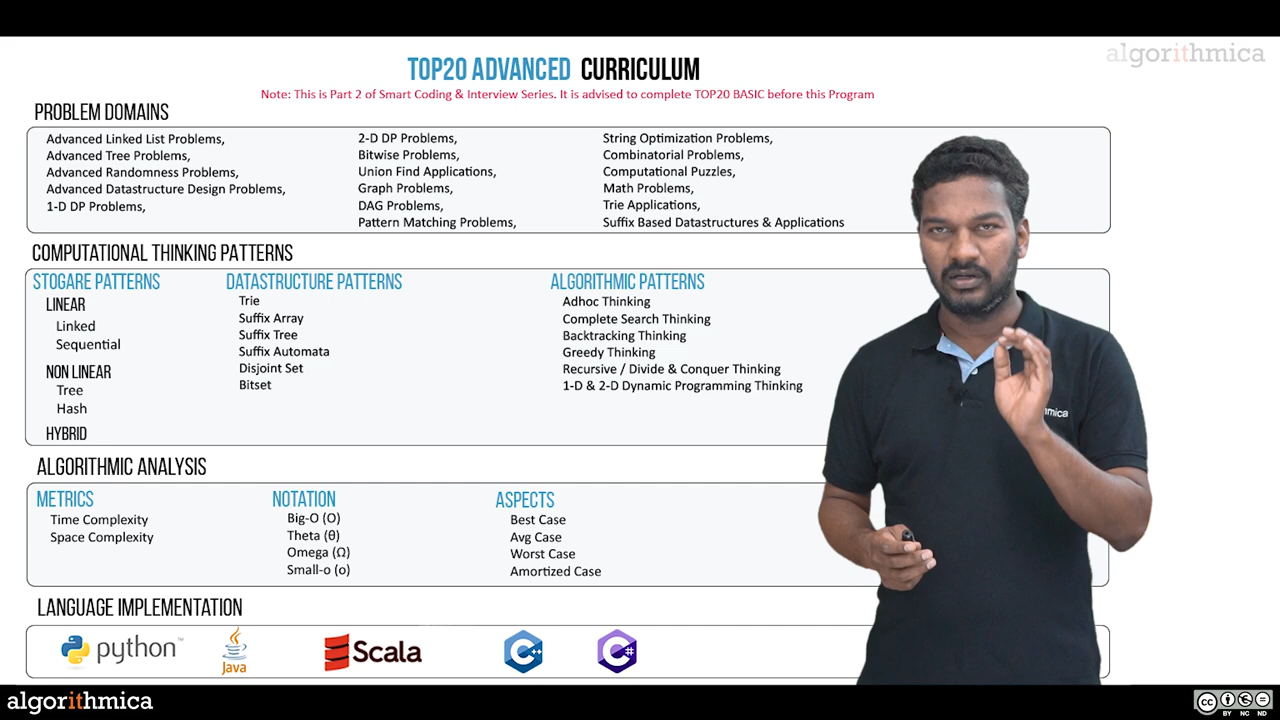 algorithmica
TOP20 ADVANCED CURRICULUM
Note: This is Part 2 of Smart Coding & Interview Series. It is advised to complete TOP20 BASIC before this Program
PROBLEM DOMAINS
Advanced Linked List Problems,
Advanced Tree Problems,
Advanced Randomness Problems,
Advanced Datastructure Design Problems,
1-D DP Problems,
2-D DP Problems,
Bitwise Problems,
Union Find Applications,
Graph Problems,
DAG Problems,
Pattern Matching Problems,
String Optimization Problems,
Combinatorial Problems,
Computational Puzzles,
Math Problems,
Trie Applications,
Suffix Based Datastructures & Applications
COMPUTATIONAL THINKING PATTERNS
STOGARE PATTERNS
LINEAR
Linked
Sequential
NON LINEAR
Tree
Hash
HYBRID
DATASTRUCTURE PATTERNS
Trie
Suffix Array
Suffix Tree
Suffix Automata
Disjoint Set
Bitset
ALGORITHMIC PATTERNS
Adhoc Thinking
Complete Search Thinking
Backtracking Thinking
Greedy Thinking
Recursive / Divide & Conquer Thinking
1-D & 2-D Dynamic Programming Thinking
mica
ALGORITHMIC ANALYSIS
METRICS
Time Complexity
Space Complexity
NOTATION
Big-O (O)
Theta (θ)
Omega (Ω)
Small-o (o)
ASPECTS
Best Case
Avg Case
Worst Case
Amortized Case
LANGUAGE IMPLEMENTATION
python™
Java
Scala
C++
C#
algorithmica
cc
BY NC ND